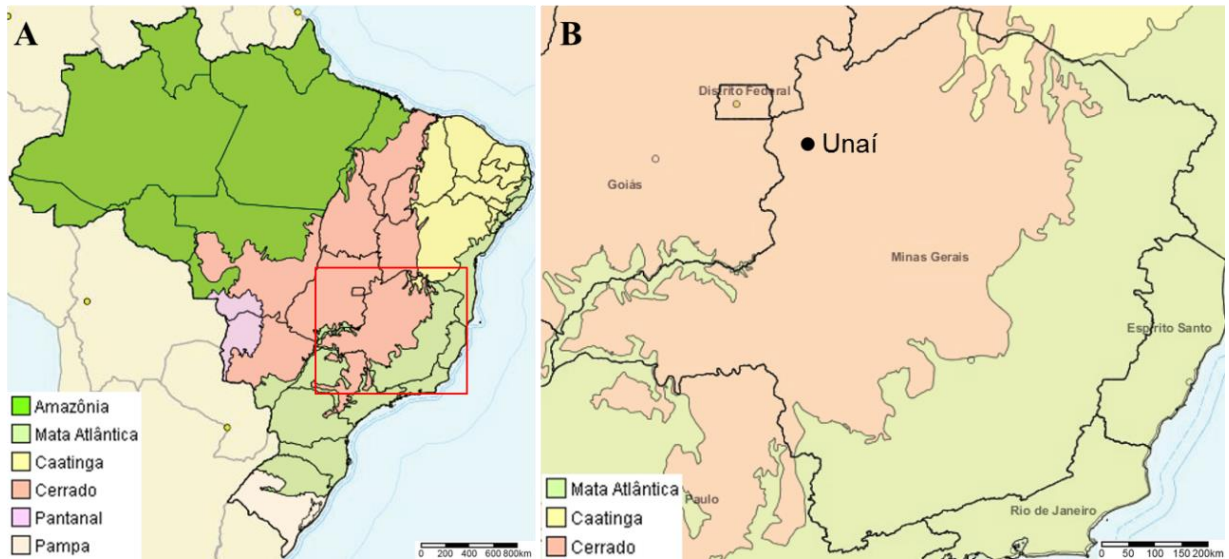 A
Amazônia
Mata Atlântica
Caatinga
Cerrado
Pantanal
Pampa
0 200 400 600 800km
B
Distrito Federal
Unaí
Goiás
Minas Gerais
Espírito Santo
Paulo
Rio de Janeiro
Mata Atlântica
Caatinga
Cerrado
0 50 100 150 200km